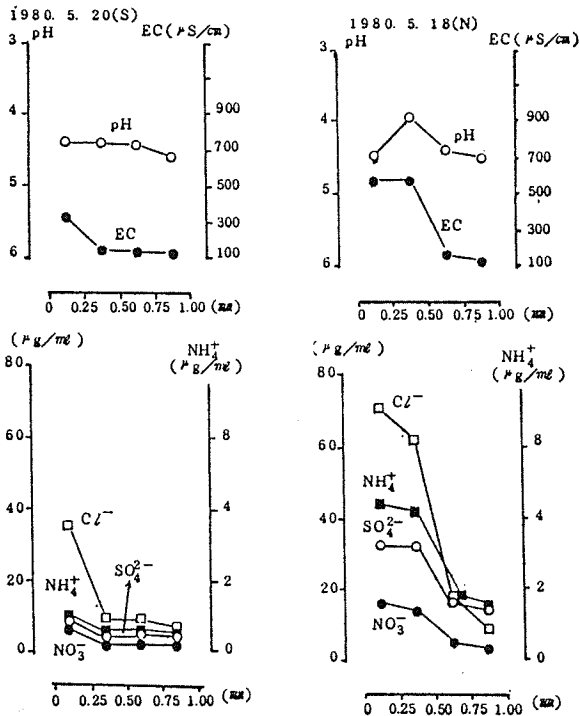 1980. 5. 20(S)
pH EC(μS/cm)
3
4
5
6
900
700
500
300
100
pH
EC
0 0.25 0.50 0.75 1.00 (mm)
1980. 5. 18(N)
pH EC(μS/cm)
3
4
5
6
900
700
500
300
100
pH
EC
0 0.25 0.50 0.75 1.00 (mm)
(μg/ml) NH₄⁺
(μg/ml)
80
60
40
20
0
8
4
2
0
Cl⁻
NH₄⁺
SO₄²⁻
NO₃⁻
0 0.25 0.50 0.75 1.00 (mm)
(μg/ml) NH₄⁺
(μg/ml)
80
60
40
20
0
8
4
2
0
Cl⁻
NH₄⁺
SO₄²⁻
NO₃⁻
0 0.25 0.50 0.75 1.00 (mm)